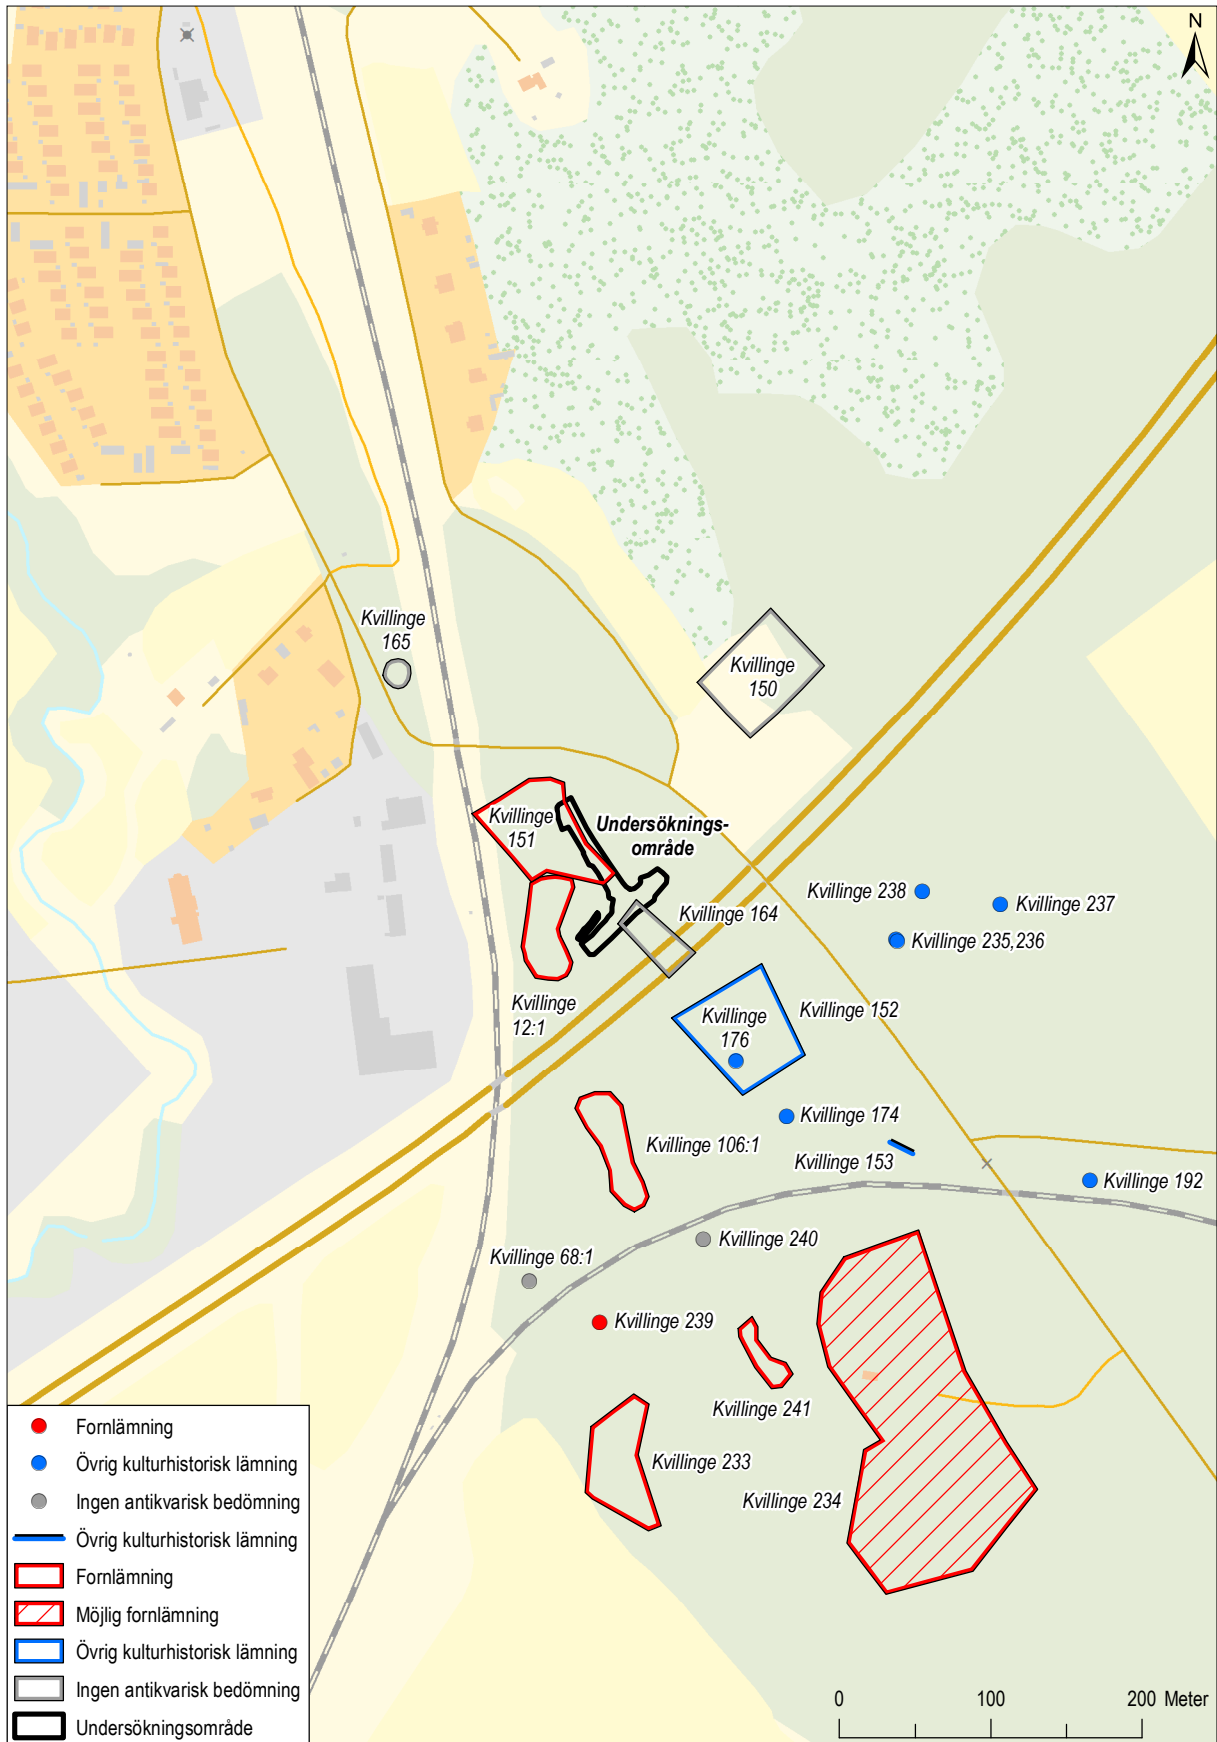 N
Kvillinge
165
Kvillinge
150
Kvillinge
151
Undersöknings-
område
Kvillinge 238
Kvillinge 237
Kvillinge 164
Kvillinge 235,236
Kvillinge
12:1
Kvillinge
176
Kvillinge 152
Kvillinge 174
Kvillinge 106:1
Kvillinge 153
Kvillinge 192
Kvillinge 240
Kvillinge 68:1
Kvillinge 239
Kvillinge 241
Kvillinge 233
Kvillinge 234
Fornlämning
Övrig kulturhistorisk lämning
Ingen antikvarisk bedömning
Övrig kulturhistorisk lämning
Fornlämning
Möjlig fornlämning
Övrig kulturhistorisk lämning
Ingen antikvarisk bedömning
Undersökningsområde
0 100 200 Meter